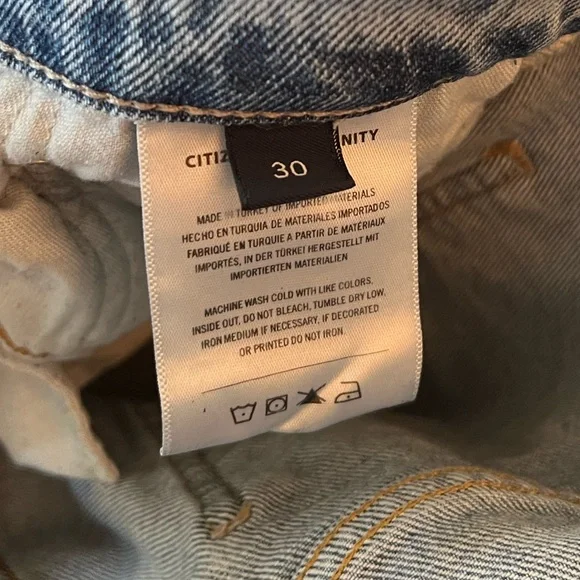 CITIZ NITY
30
MADE IN TURKEY OF IMPORTED MATERIALS
HECHO EN TURQUIA DE MATERIALES IMPORTADOS
FABRIQUÉ EN TURQUIE A PARTIR DE MATÉRIAUX
IMPORTÉS, IN DER TÜRKEI HERGESTELLT MIT
IMPORTIERTEN MATERIALIEN
MACHINE WASH COLD WITH LIKE COLORS,
INSIDE OUT, DO NOT BLEACH, TUMBLE DRY LOW,
IRON MEDIUM IF NECESSARY, IF DECORATED
OR PRINTED DO NOT IRON.